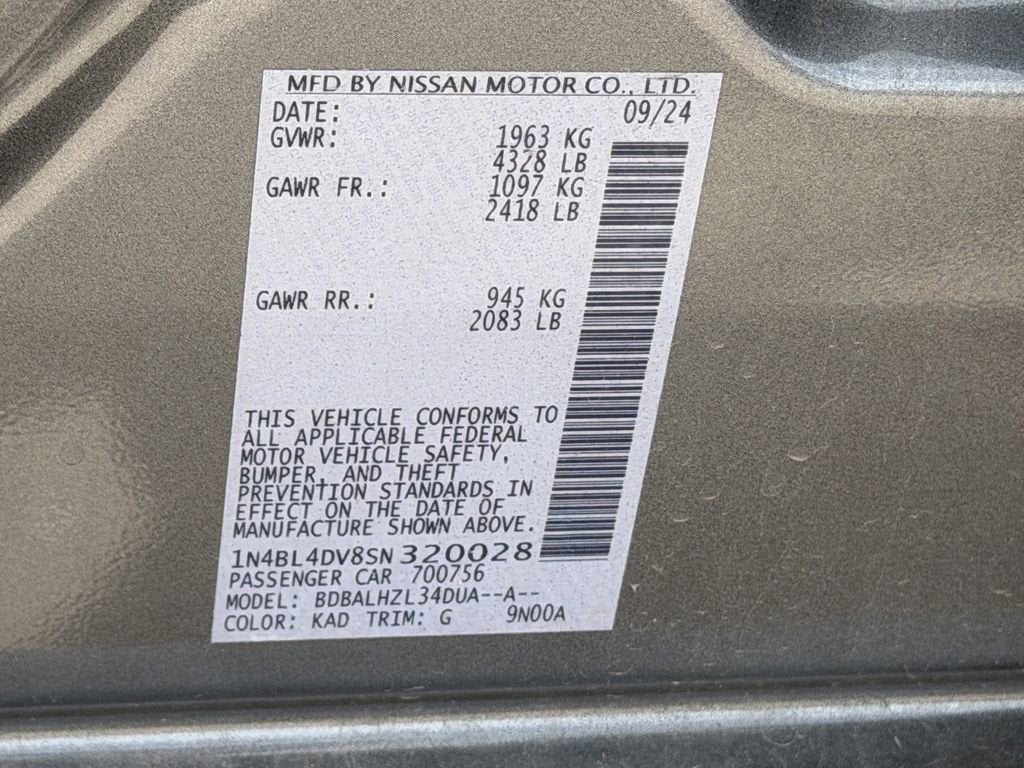 MFD BY NISSAN MOTOR CO., LTD.
DATE: 09/24
GVWR: 1963 KG
4328 LB
GAWR FR.: 1097 KG
2418 LB
GAWR RR.: 945 KG
2083 LB
THIS VEHICLE CONFORMS TO
ALL APPLICABLE FEDERAL
MOTOR VEHICLE SAFETY,
BUMPER, AND THEFT
PREVENTION STANDARDS IN
EFFECT ON THE DATE OF
MANUFACTURE SHOWN ABOVE.
1N4BL4DV8SN320028
PASSENGER CAR 700756
MODEL: BDBALHZL34DUA--A--
COLOR: KAD TRIM: G 9N00A